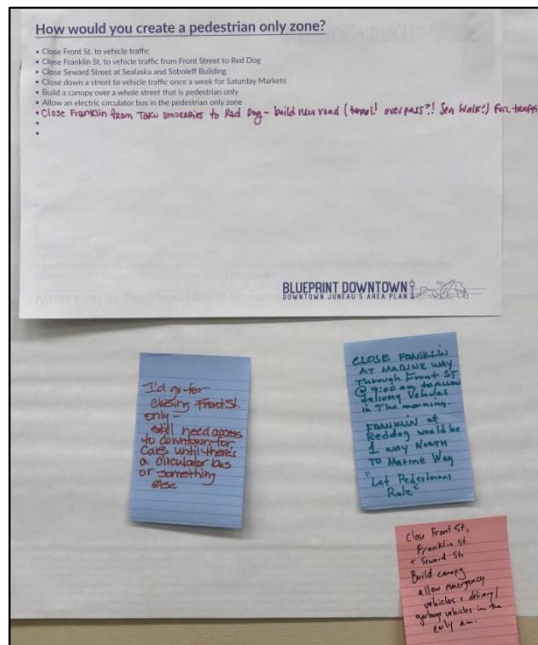 How would you create a pedestrian only zone?
• Close Front St. to vehicle traffic
• Close Franklin St. to vehicle traffic from Front Street to Red Dog
• Close Seward Street at Sealaska and Soboleff Building
• Close down a street to vehicle traffic once a week for Saturday Markets
• Build a canopy over a whole street that is pedestrian only
• Allow an electric circulator bus in the pedestrian only zone
• Close Franklin from Taku smokeries to Red Dog - build new road (tunnel! overpass?! Sea Walk?) For traffi
BLUEPRINT DOWNTOWN
DOWNTOWN JUNEAU'S AREA PLAN
I'd go for
closing Front St.
only -
still need access
to downtown for
cars until there's
a circulator bus
or something
else
CLOSE FRANKLIN
AT MARINE WAY
Through Front ST
@ 9:00 am to allow
delivery Vehicles
in The morning.
FRANKLIN at
Reddog would be
1 way North
To Marine Way
"Let Pedestrians
Rule"
Close Front St,
Franklin St.
& Seward St.
Build canopy
allow emergency
vehicles & delivery/
garbage vehicles in the
early am.